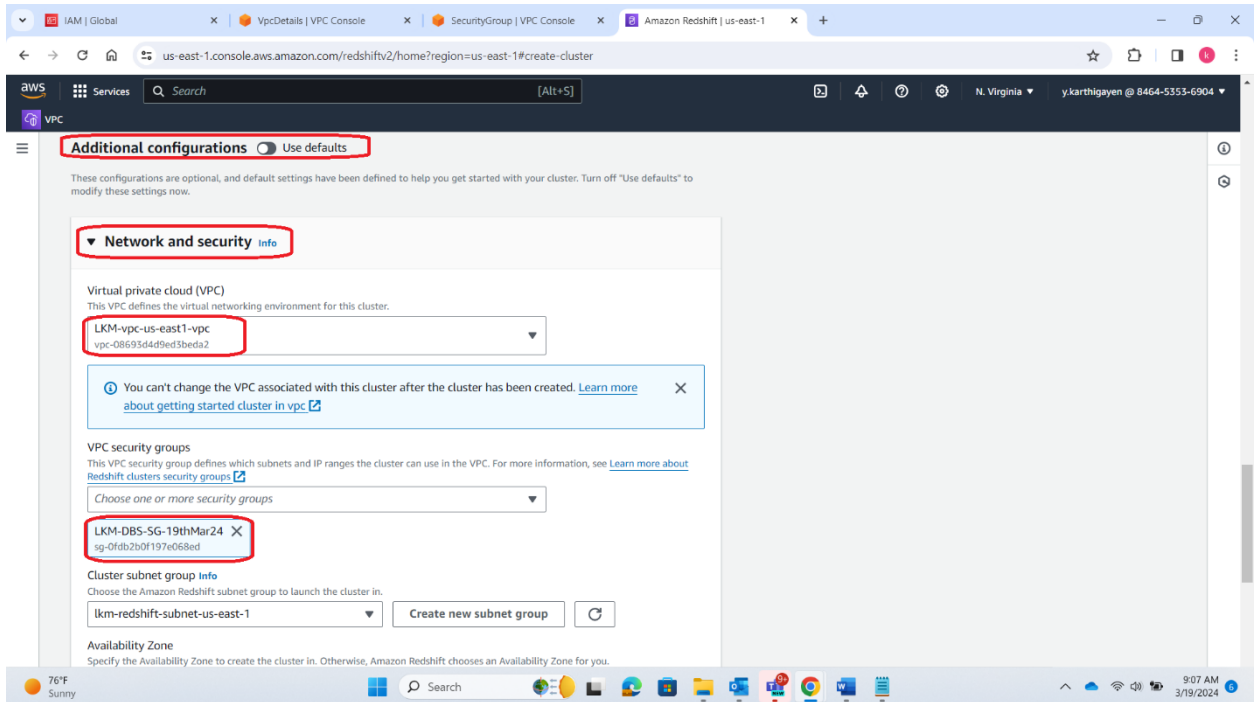 IAM | Global
VpcDetails | VPC Console
SecurityGroup | VPC Console
Amazon Redshift | us-east-1
us-east-1.console.aws.amazon.com/redshiftv2/home?region=us-east-1#create-cluster
k
aws
Services
Search
[Alt+S]
N. Virginia
y.karthigayen @ 8464-5353-6904
VPC
Additional configurations
Use defaults
These configurations are optional, and default settings have been defined to help you get started with your cluster. Turn off "Use defaults" to
modify these settings now.
Network and security Info
Virtual private cloud (VPC)
This VPC defines the virtual networking environment for this cluster.
LKM-vpc-us-east1-vpc
vpc-08693d4d9ed3beda2
You can't change the VPC associated with this cluster after the cluster has been created. Learn more
about getting started cluster in vpc
VPC security groups
This VPC security group defines which subnets and IP ranges the cluster can use in the VPC. For more information, see Learn more about
Redshift clusters security groups
Choose one or more security groups
LKM-DBS-SG-19thMar24
sg-0fdb2b0f197e068ed
Cluster subnet group Info
Choose the Amazon Redshift subnet group to launch the cluster in.
lkm-redshift-subnet-us-east-1
Create new subnet group
Availability Zone
Specify the Availability Zone to create the cluster in. Otherwise, Amazon Redshift chooses an Availability Zone for you.
76°F
Sunny
Search
9+
NEW
9:07 AM
3/19/2024
6